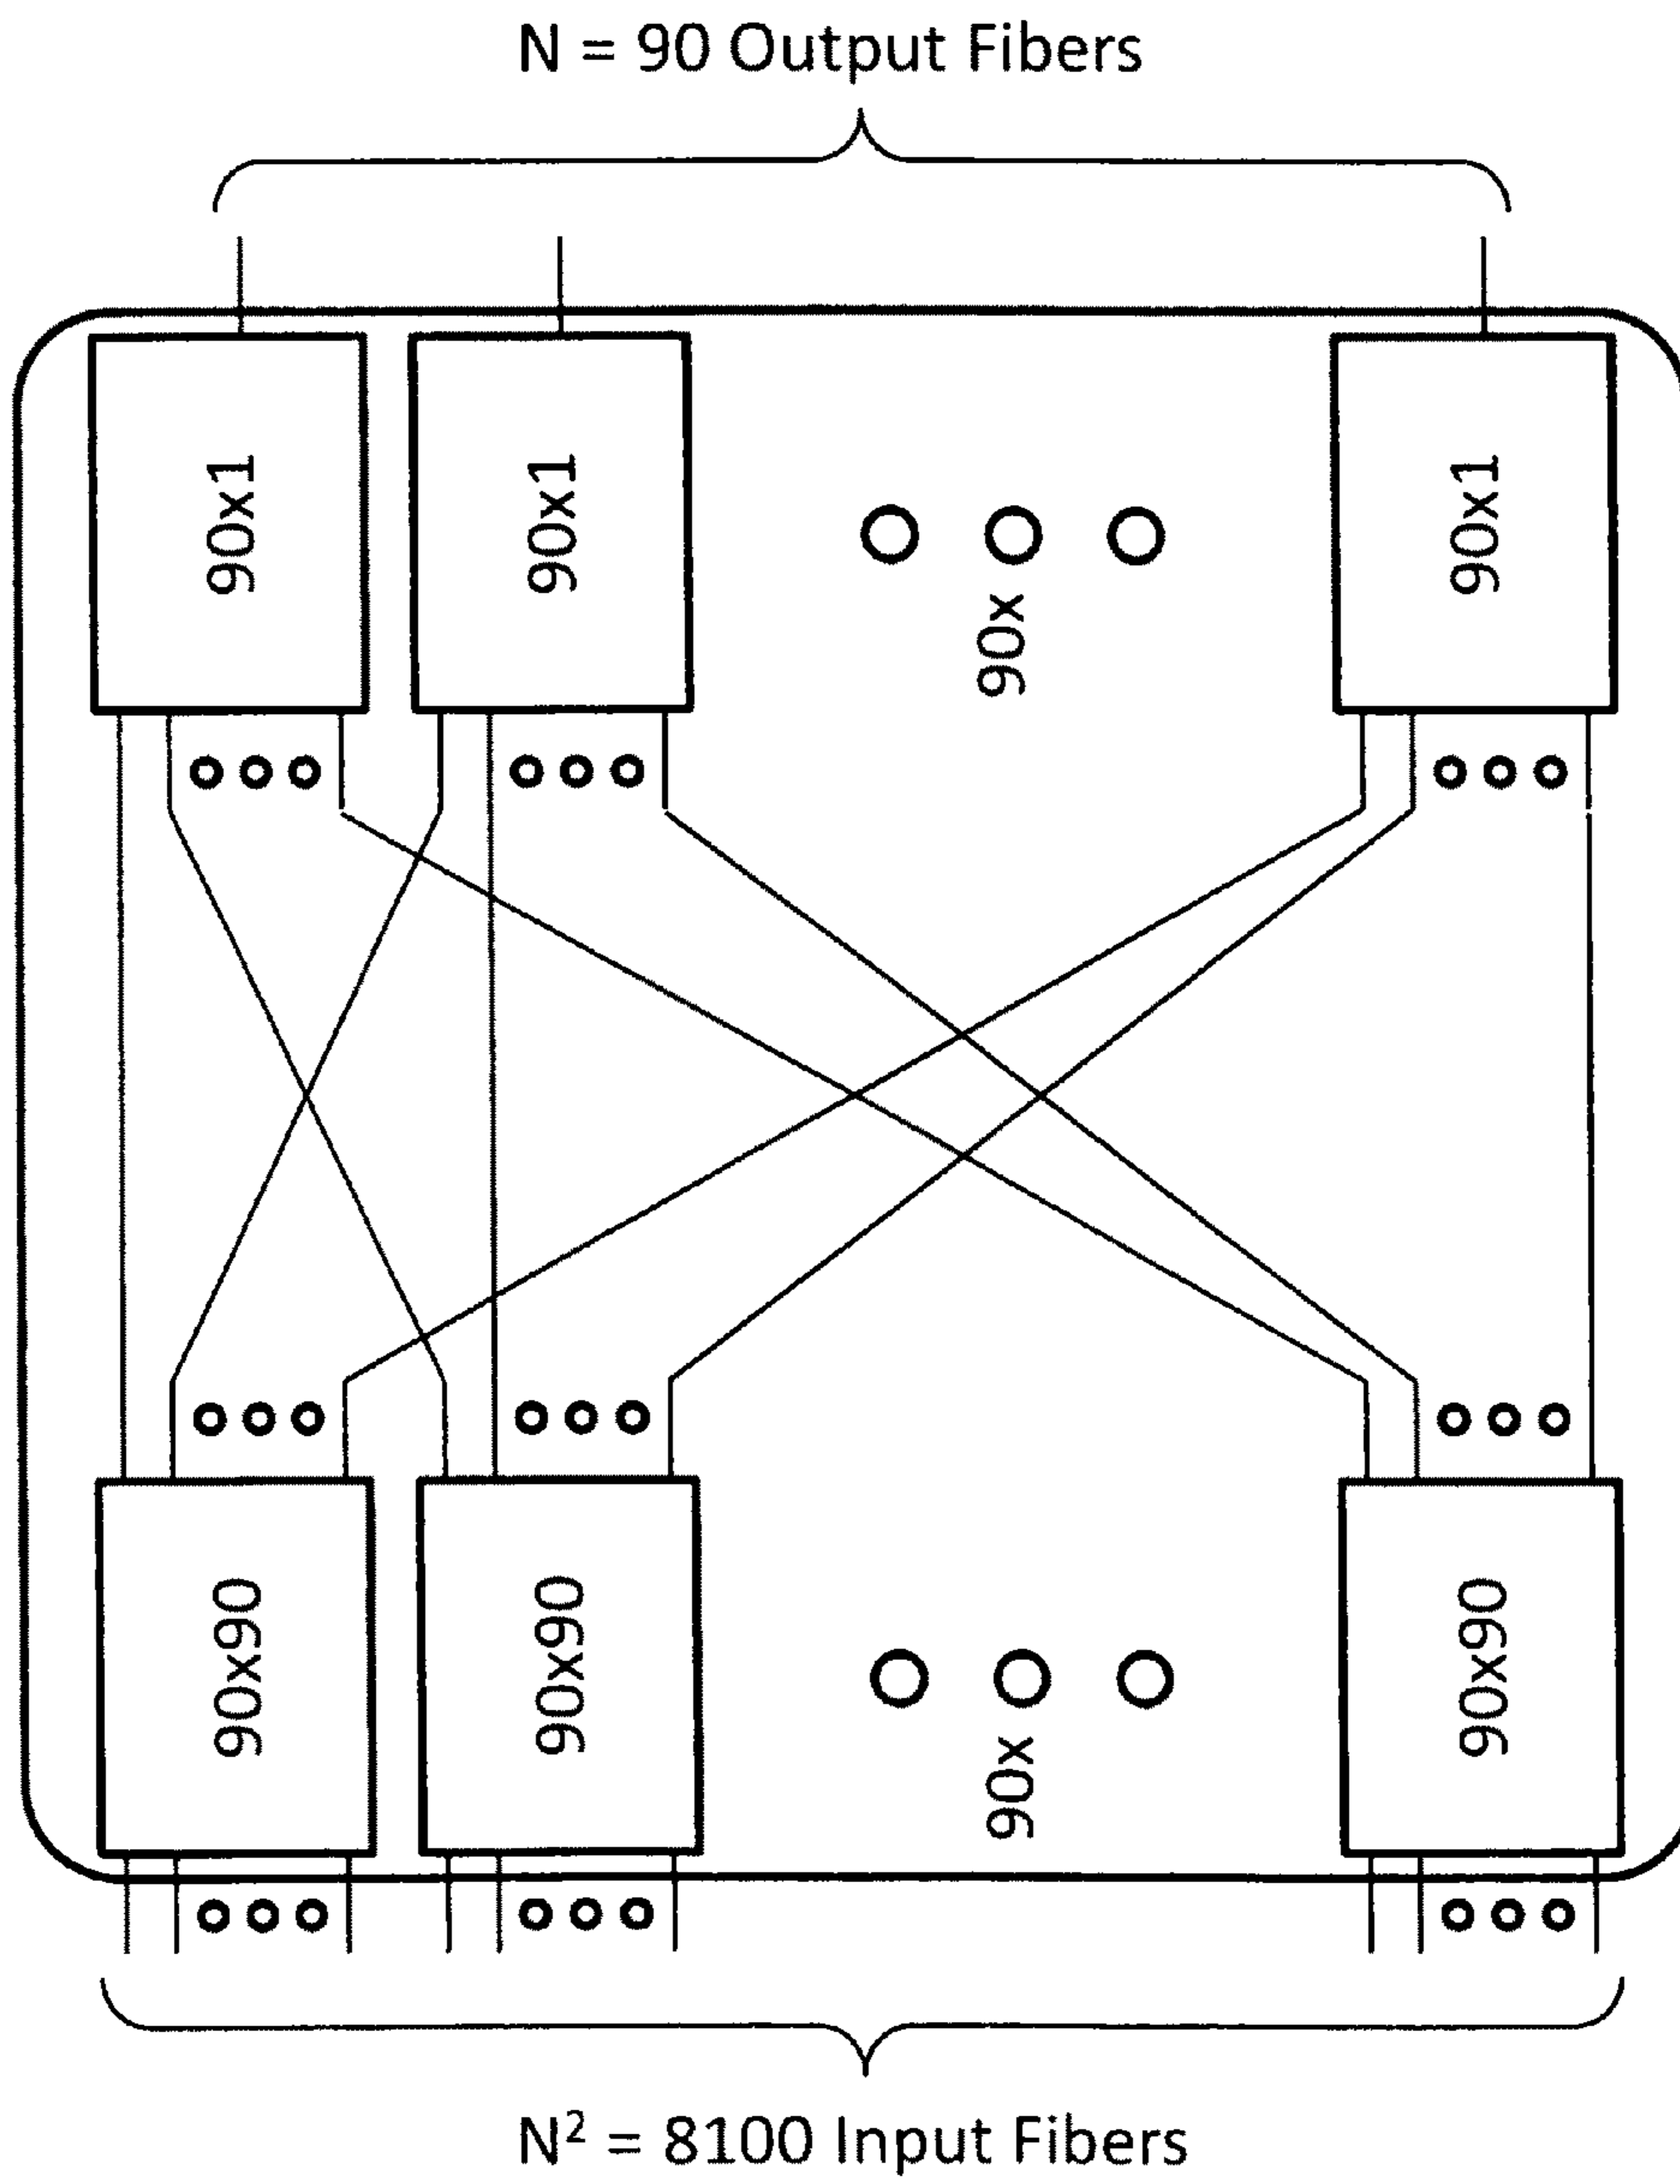 N = 90 Output Fibers
90x1
90x1
90x1
90x
90x90
90x90
90x90
90x
N² = 8100 Input Fibers